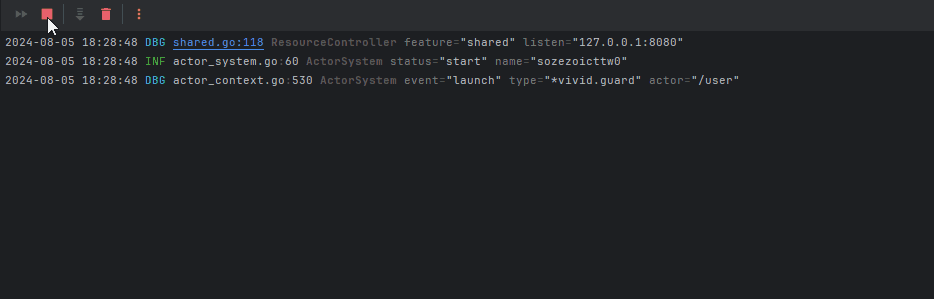 2024-08-05 18:28:48 DBG shared.go:118 ResourceController feature="shared" listen="127.0.0.1:8080"
2024-08-05 18:28:48 INF actor_system.go:60 ActorSystem status="start" name="sozezoicttw0"
2024-08-05 18:28:48 DBG actor_context.go:530 ActorSystem event="launch" type="*vivid.guard" actor="/user"